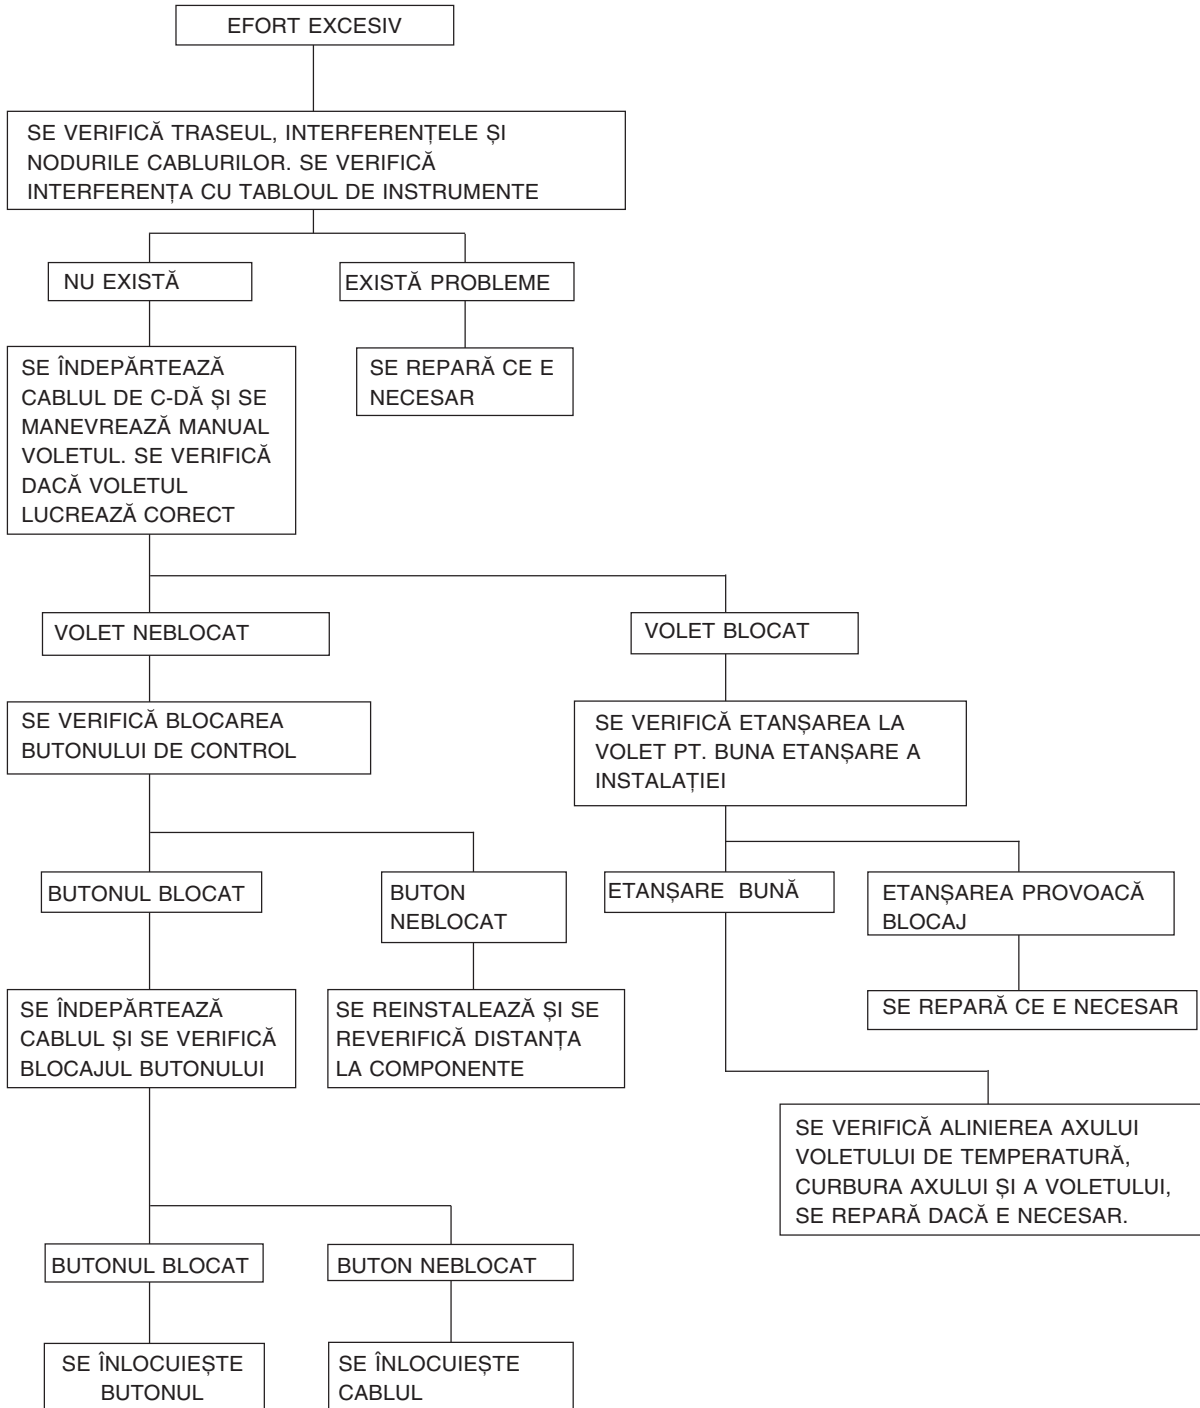 EFORT EXCESIV
SE VERIFICĂ TRASEUL, INTERFERENȚELE ȘI
NODURILE CABLURILOR. SE VERIFICĂ
INTERFERENȚA CU TABLOUL DE INSTRUMENTE
NU EXISTĂ
EXISTĂ PROBLEME
SE ÎNDEPĂRTEAZĂ
CABLUL DE C-DĂ ȘI SE
MANEVREAZĂ MANUAL
VOLETUL. SE VERIFICĂ
DACĂ VOLETUL
LUCREAZĂ CORECT
SE REPARĂ CE E
NECESAR
VOLET NEBLOCAT
VOLET BLOCAT
SE VERIFICĂ BLOCAREA
BUTONULUI DE CONTROL
SE VERIFICĂ ETANȘAREA LA
VOLET PT. BUNA ETANȘARE A
INSTALAȚIEI
BUTONUL BLOCAT
BUTON
NEBLOCAT
ETANȘARE BUNĂ
ETANȘAREA PROVOACĂ
BLOCAJ
SE ÎNDEPĂRTEAZĂ
CABLUL ȘI SE VERIFICĂ
BLOCAJUL BUTONULUI
SE REINSTALEAZĂ ȘI SE
REVERIFICĂ DISTANȚA
LA COMPONENTE
SE REPARĂ CE E NECESAR
SE VERIFICĂ ALINIEREA AXULUI
VOLETULUI DE TEMPERATURĂ,
CURBURA AXULUI ȘI A VOLETULUI,
SE REPARĂ DACĂ E NECESAR.
BUTONUL BLOCAT
BUTON NEBLOCAT
SE ÎNLOCUIEȘTE
BUTONUL
SE ÎNLOCUIEȘTE
CABLUL